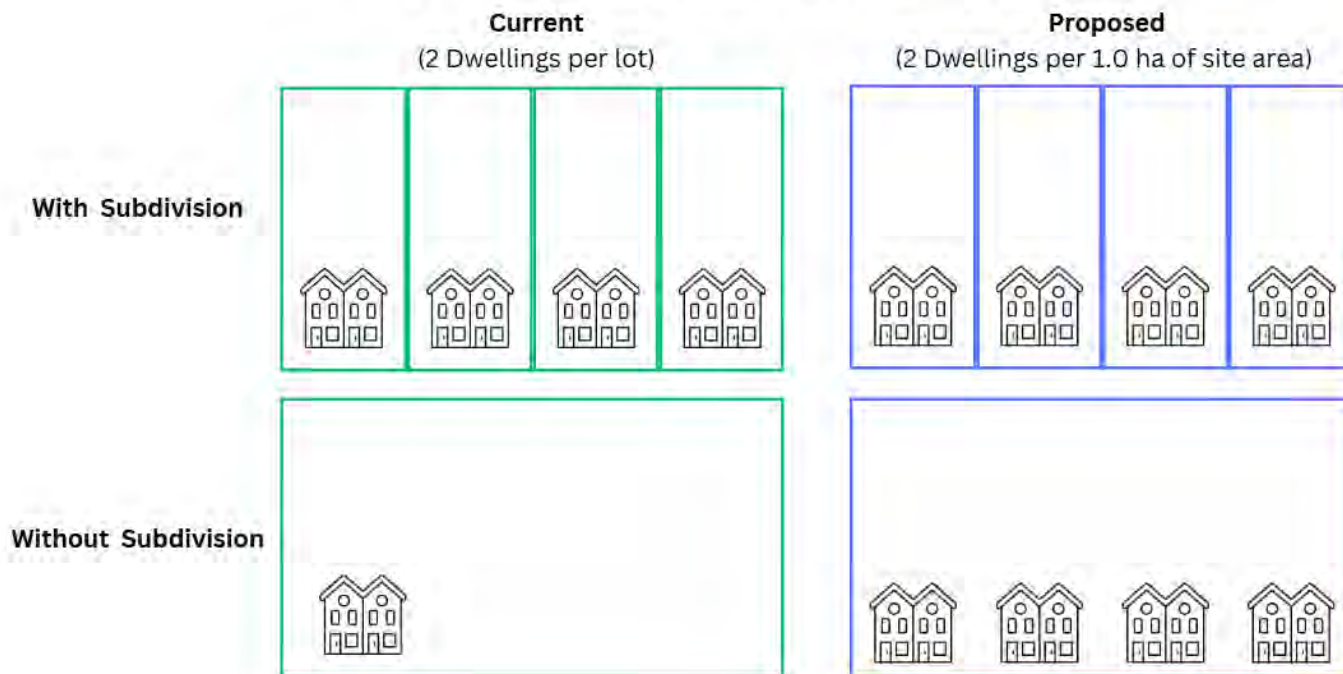 Current
(2 Dwellings per lot)
Proposed
(2 Dwellings per 1.0 ha of site area)
With Subdivision
Without Subdivision